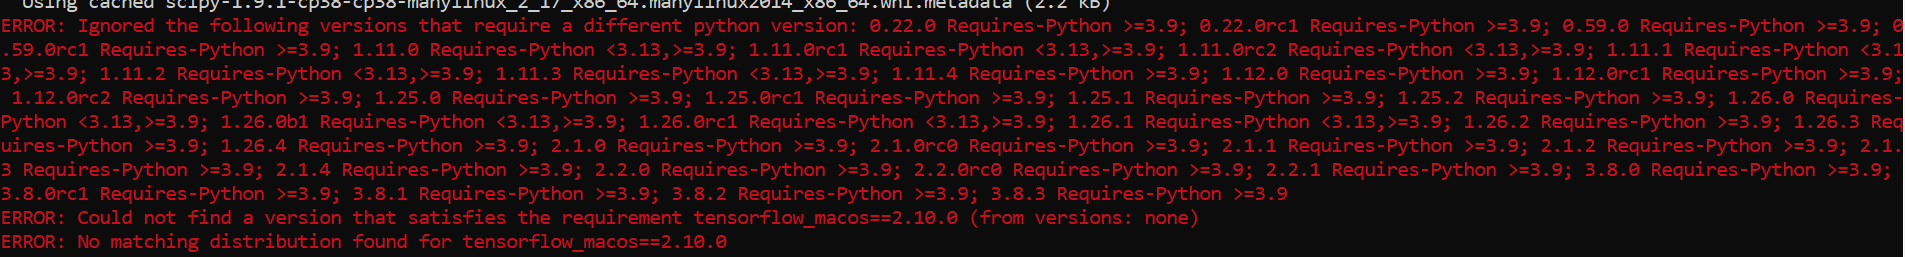 Using cached scipy-1.9.1-cp38-cp38-manylinux_2_17_x86_64.manylinux2014_x86_64.whl.metadata (2.2 kB)
ERROR: Ignored the following versions that require a different python version: 0.22.0 Requires-Python >=3.9; 0.22.0rc1 Requires-Python >=3.9; 0.59.0 Requires-Python >=3.9; 0
.59.0rc1 Requires-Python >=3.9; 1.11.0 Requires-Python <3.13,>=3.9; 1.11.0rc1 Requires-Python <3.13,>=3.9; 1.11.0rc2 Requires-Python <3.13,>=3.9; 1.11.1 Requires-Python <3.1
3,>=3.9; 1.11.2 Requires-Python <3.13,>=3.9; 1.11.3 Requires-Python <3.13,>=3.9; 1.11.4 Requires-Python >=3.9; 1.12.0 Requires-Python >=3.9; 1.12.0rc1 Requires-Python >=3.9;
1.12.0rc2 Requires-Python >=3.9; 1.25.0 Requires-Python >=3.9; 1.25.0rc1 Requires-Python >=3.9; 1.25.1 Requires-Python >=3.9; 1.25.2 Requires-Python >=3.9; 1.26.0 Requires-
Python <3.13,>=3.9; 1.26.0b1 Requires-Python <3.13,>=3.9; 1.26.0rc1 Requires-Python <3.13,>=3.9; 1.26.1 Requires-Python <3.13,>=3.9; 1.26.2 Requires-Python >=3.9; 1.26.3 Req
uires-Python >=3.9; 1.26.4 Requires-Python >=3.9; 2.1.0 Requires-Python >=3.9; 2.1.0rc0 Requires-Python >=3.9; 2.1.1 Requires-Python >=3.9; 2.1.2 Requires-Python >=3.9; 2.1.
3 Requires-Python >=3.9; 2.1.4 Requires-Python >=3.9; 2.2.0 Requires-Python >=3.9; 2.2.0rc0 Requires-Python >=3.9; 2.2.1 Requires-Python >=3.9; 3.8.0 Requires-Python >=3.9;
3.8.0rc1 Requires-Python >=3.9; 3.8.1 Requires-Python >=3.9; 3.8.2 Requires-Python >=3.9; 3.8.3 Requires-Python >=3.9
ERROR: Could not find a version that satisfies the requirement tensorflow_macos==2.10.0 (from versions: none)
ERROR: No matching distribution found for tensorflow_macos==2.10.0